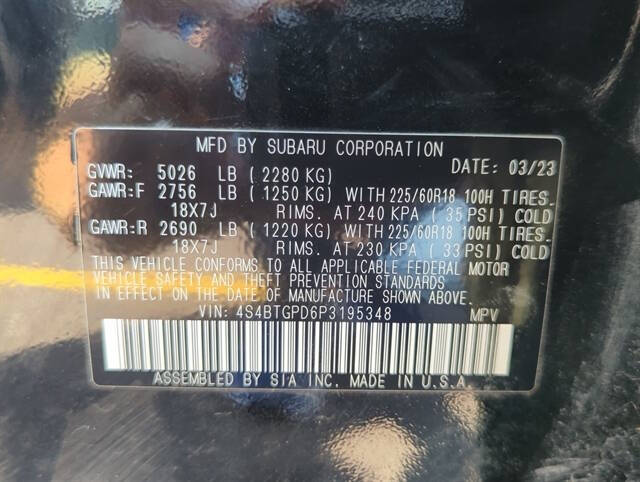 MFD BY SUBARU CORPORATION
DATE: 03/23
GVWR: 5026 LB (2280 KG)
GAWR:F 2756 LB (1250 KG) WITH 225/60R18 100H TIRES.
18X7J RIMS. AT 240 KPA (35 PSI) COLD
GAWR:R 2690 LB (1220 KG) WITH 225/60R18 100H TIRES.
18X7J RIMS. AT 230 KPA (33 PSI) COLD
THIS VEHICLE CONFORMS TO ALL APPLICABLE FEDERAL MOTOR
VEHICLE SAFETY AND THEFT PREVENTION STANDARDS
IN EFFECT ON THE DATE OF MANUFACTURE SHOWN ABOVE.
VIN: 4S4BTGPD6P3195348 MPV
ASSEMBLED BY SIA INC. MADE IN U.S.A.